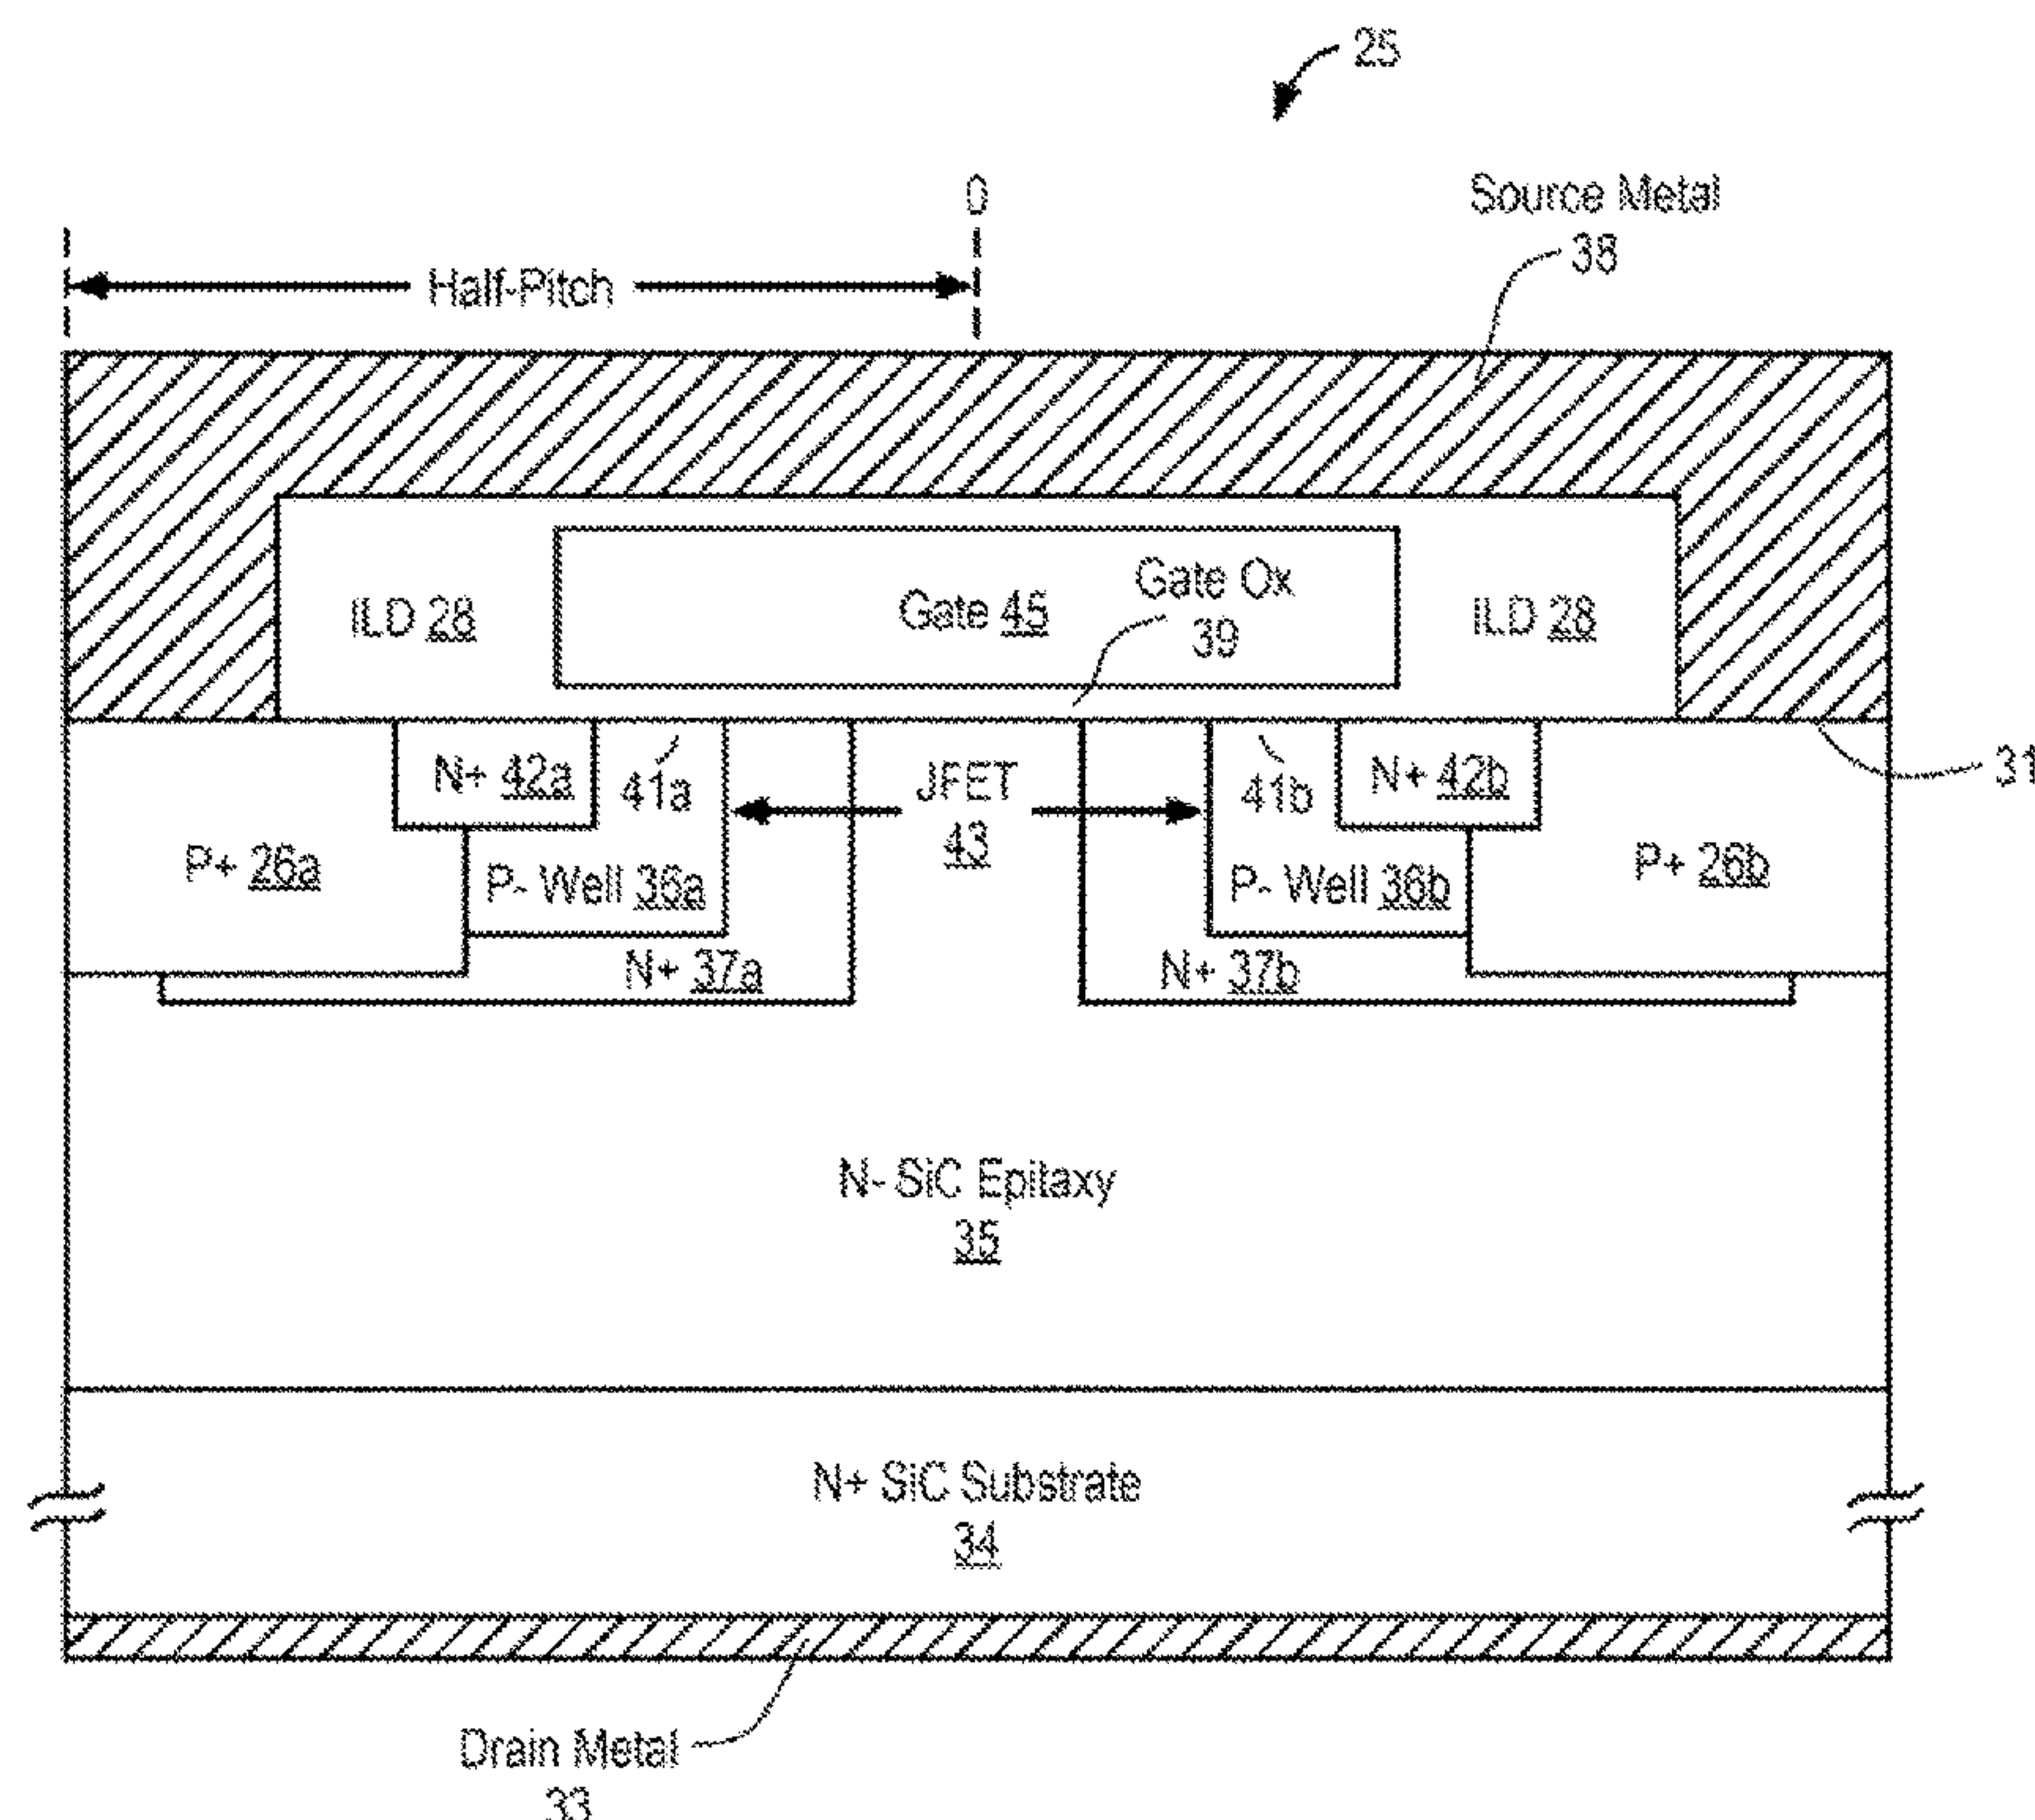 25
0
Source Metal
38
Half-Pitch
Gate Ox
39
ILD 28
Gate 45
ILD 28
N+ 42a
41a
JFET
43
41b
N+ 42b
31
P+ 26a
P- Well 36a
P- Well 36b
P+ 26b
N+ 37a
N+ 37b
N- SiC Epitaxy
35
N+ SiC Substrate
34
Drain Metal
33